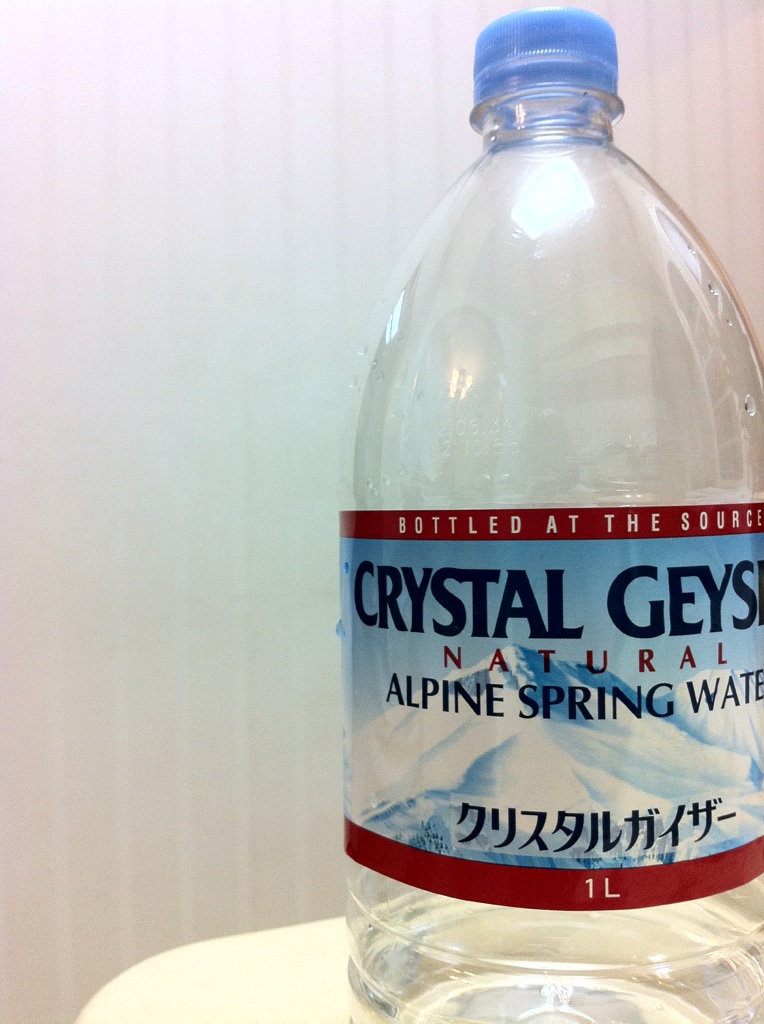 BOTTLED AT THE SOURCE
CRYSTAL GEYSE
NATURAL
ALPINE SPRING WATE
クリスタルガイザー
1L